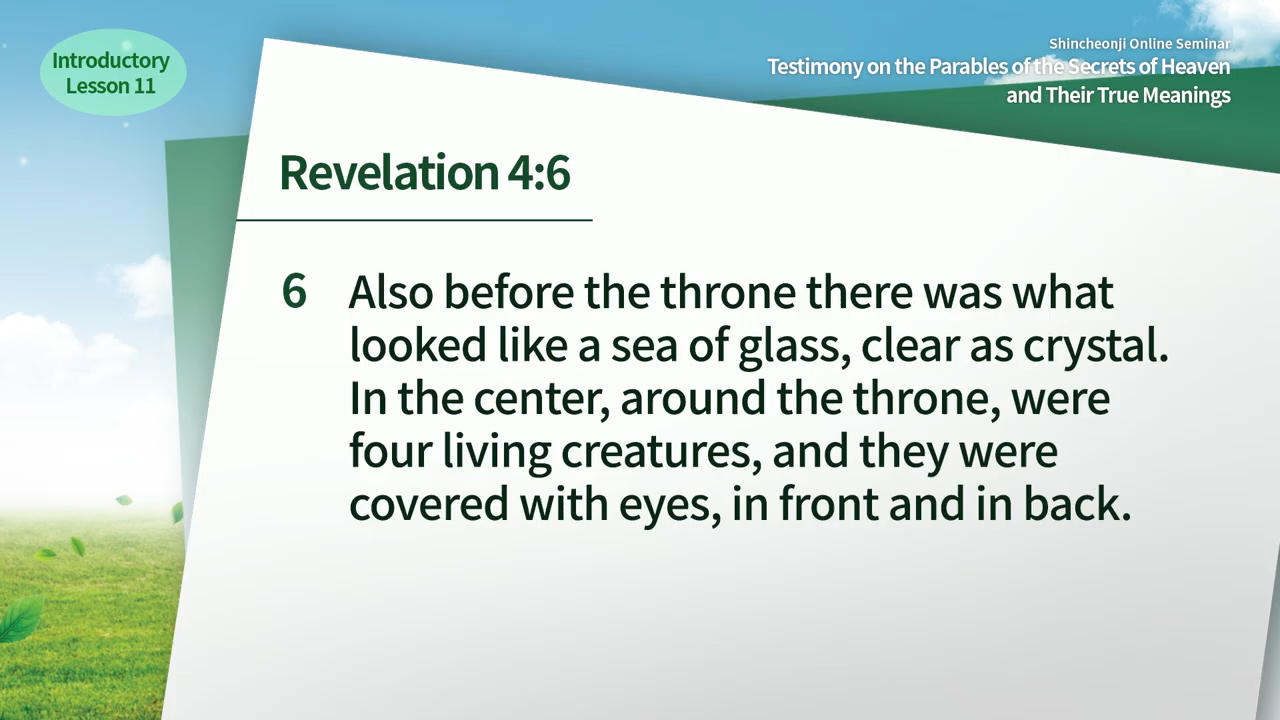 Introductory
Lesson 11
Shincheonji Online Seminar
Testimony on the Parables of the Secrets of Heaven
and Their True Meanings
Revelation 4:6
6 Also before the throne there was what
looked like a sea of glass, clear as crystal.
In the center, around the throne, were
four living creatures, and they were
covered with eyes, in front and in back.